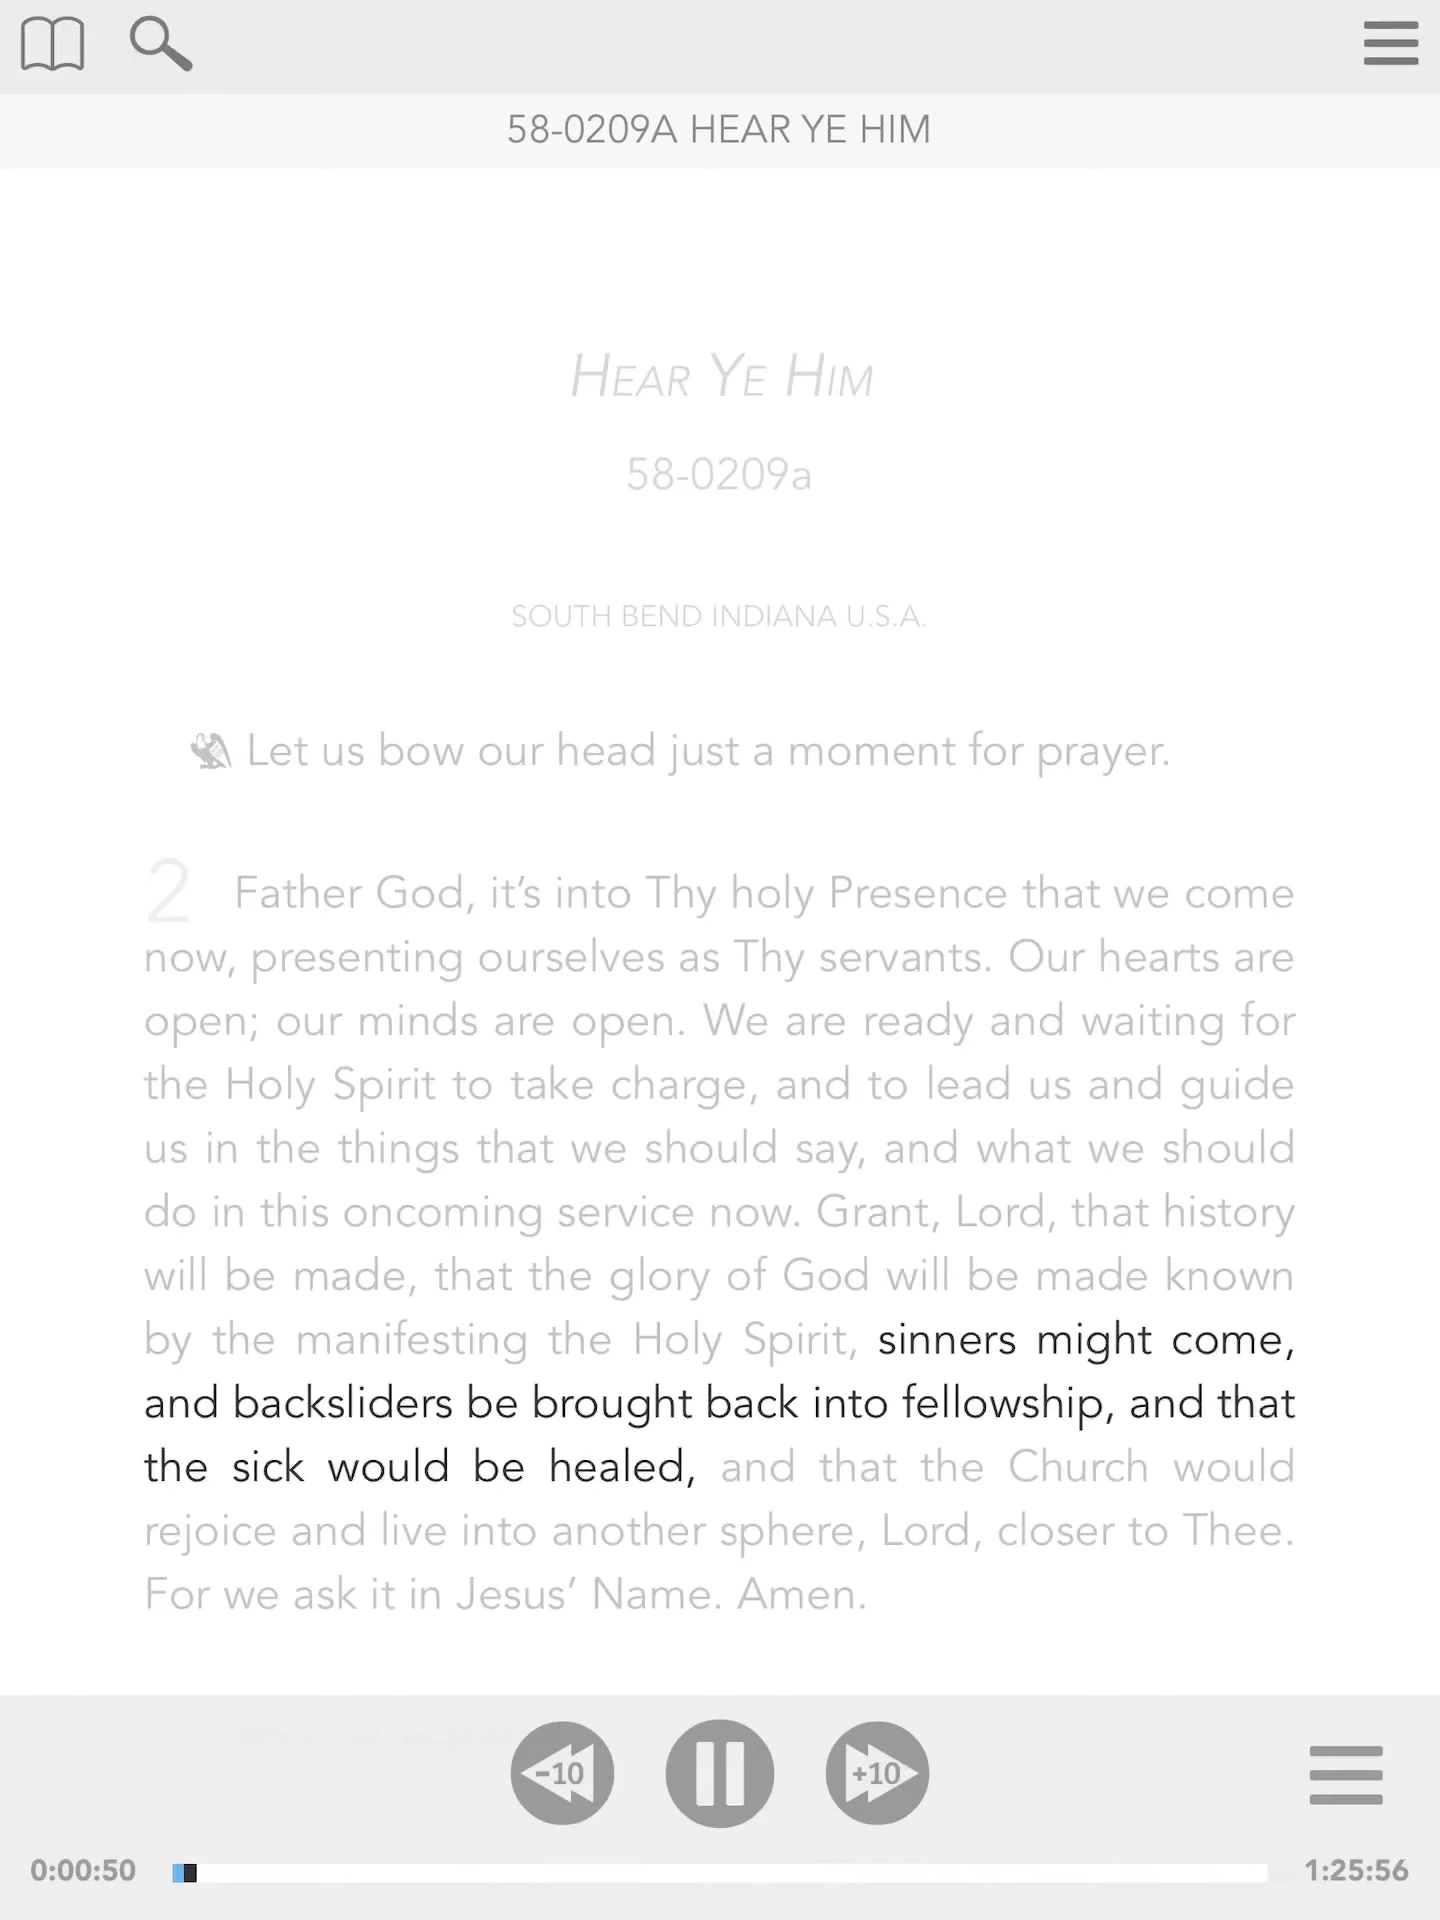 58-0209A HEAR YE HIM
HEAR YE HIM
58-0209a
SOUTH BEND INDIANA U.S.A.
Let us bow our head just a moment for prayer.
2 Father God, it’s into Thy holy Presence that we come
now, presenting ourselves as Thy servants. Our hearts are
open; our minds are open. We are ready and waiting for
the Holy Spirit to take charge, and to lead us and guide
us in the things that we should say, and what we should
do in this oncoming service now. Grant, Lord, that history
will be made, that the glory of God will be made known
by the manifesting the Holy Spirit, sinners might come,
and backsliders be brought back into fellowship, and that
the sick would be healed, and that the Church would
rejoice and live into another sphere, Lord, closer to Thee.
For we ask it in Jesus’ Name. Amen.
-10 +10
0:00:50 1:25:56